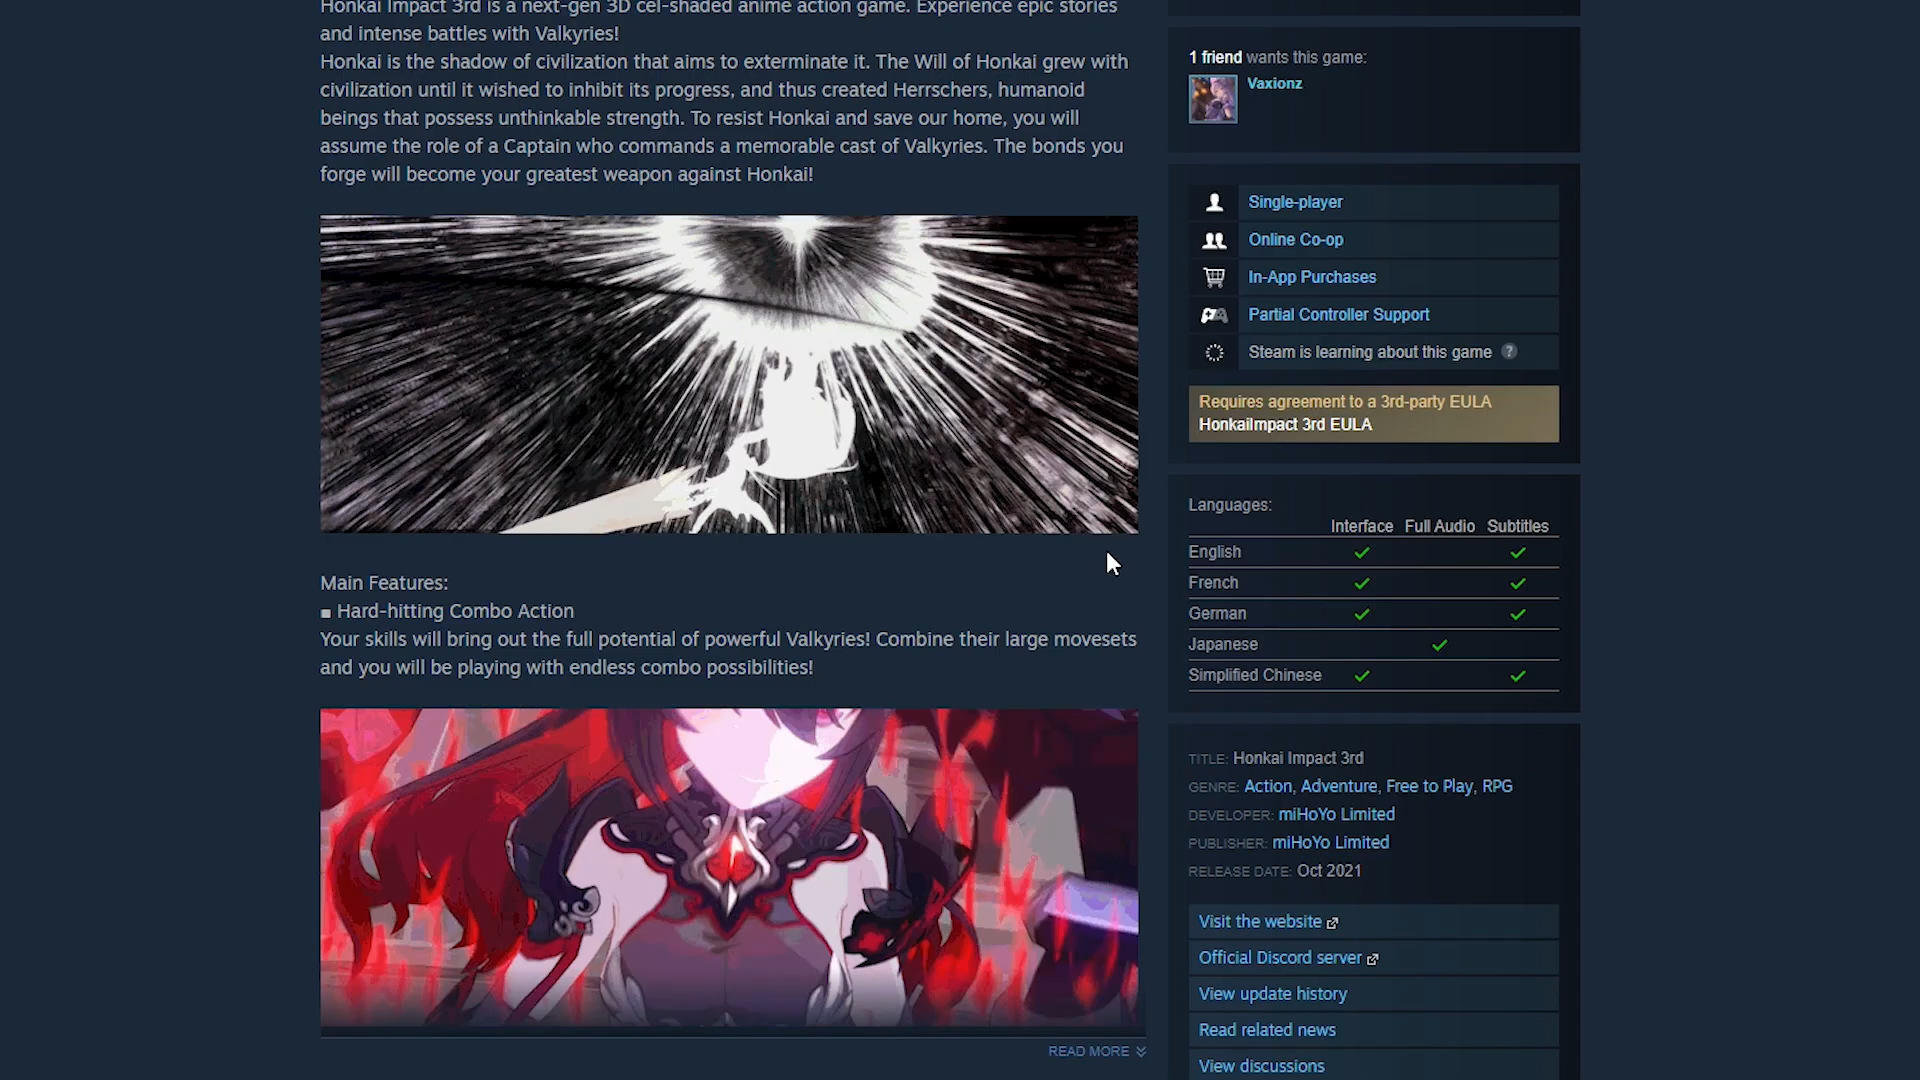 Honkai Impact 3rd is a next-gen 3D cel-shaded anime action game. Experience epic stories
and intense battles with Valkyries!
Honkai is the shadow of civilization that aims to exterminate it. The Will of Honkai grew with
civilization until it wished to inhibit its progress, and thus created Herrschers, humanoid
beings that possess unthinkable strength. To resist Honkai and save our home, you will
assume the role of a Captain who commands a memorable cast of Valkyries. The bonds you
forge will become your greatest weapon against Honkai!
Main Features:
■ Hard-hitting Combo Action
Your skills will bring out the full potential of powerful Valkyries! Combine their large movesets
and you will be playing with endless combo possibilities!
READ MORE
1 friend wants this game:
Vaxionz
Single-player
Online Co-op
In-App Purchases
Partial Controller Support
Steam is learning about this game ?
Requires agreement to a 3rd-party EULA
HonkaiImpact 3rd EULA
Languages:
Interface Full Audio Subtitles
English ✓ ✓
French ✓ ✓
German ✓ ✓
Japanese ✓
Simplified Chinese ✓ ✓
TITLE: Honkai Impact 3rd
GENRE: Action, Adventure, Free to Play, RPG
DEVELOPER: miHoYo Limited
PUBLISHER: miHoYo Limited
RELEASE DATE: Oct 2021
Visit the website
Official Discord server
View update history
Read related news
View discussions